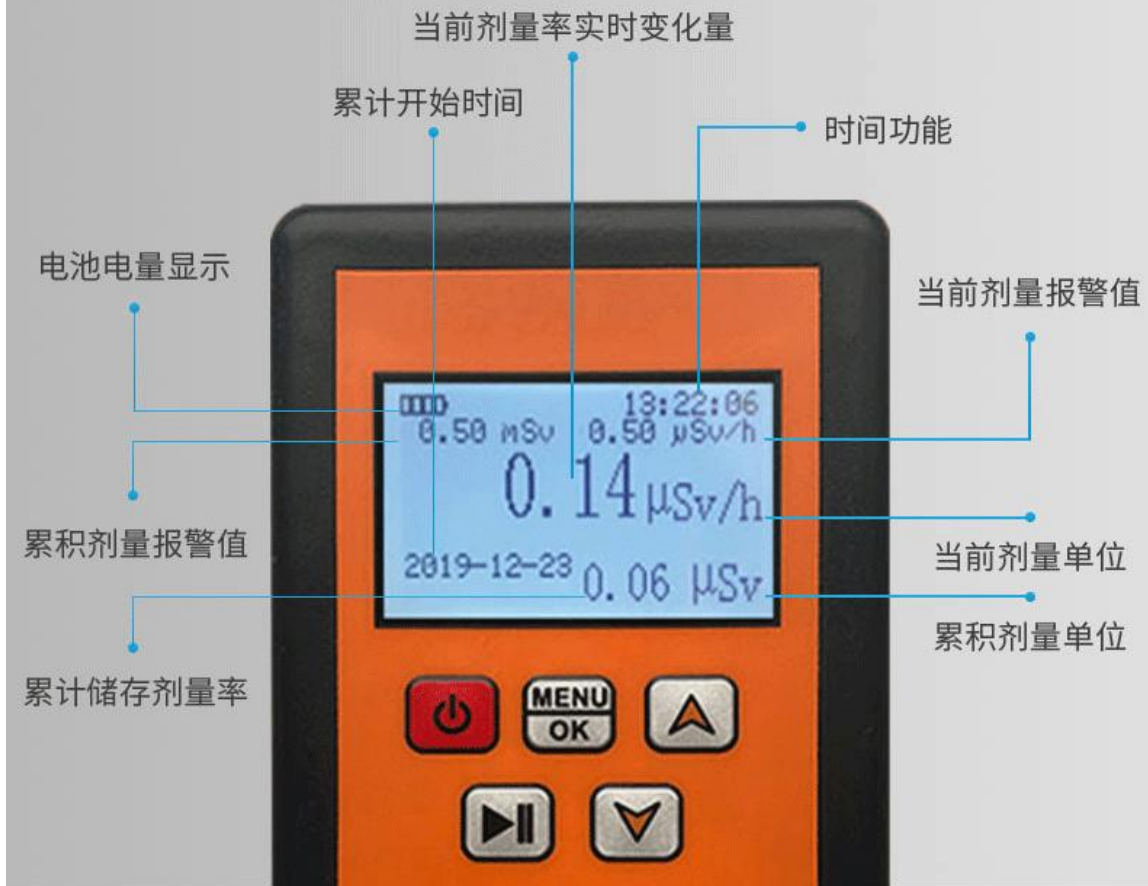 当前剂量率实时变化量
累计开始时间
时间功能
电池电量显示
当前剂量报警值
13:22:06
0.50 mSv 0.50 μSv/h
0.14 μSv/h
累积剂量报警值
当前剂量单位
2019-12-23 0.06 μSv
累积剂量单位
累计储存剂量率
MENU
OK